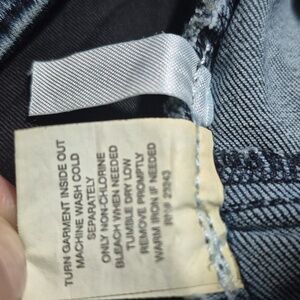 TURN GARMENT INSIDE OUT
MACHINE WASH COLD
SEPARATELY
ONLY NON-CHLORINE
BLEACH WHEN NEEDED
TUMBLE DRY LOW
REMOVE PROMPTLY
WARM IRON IF NEEDED